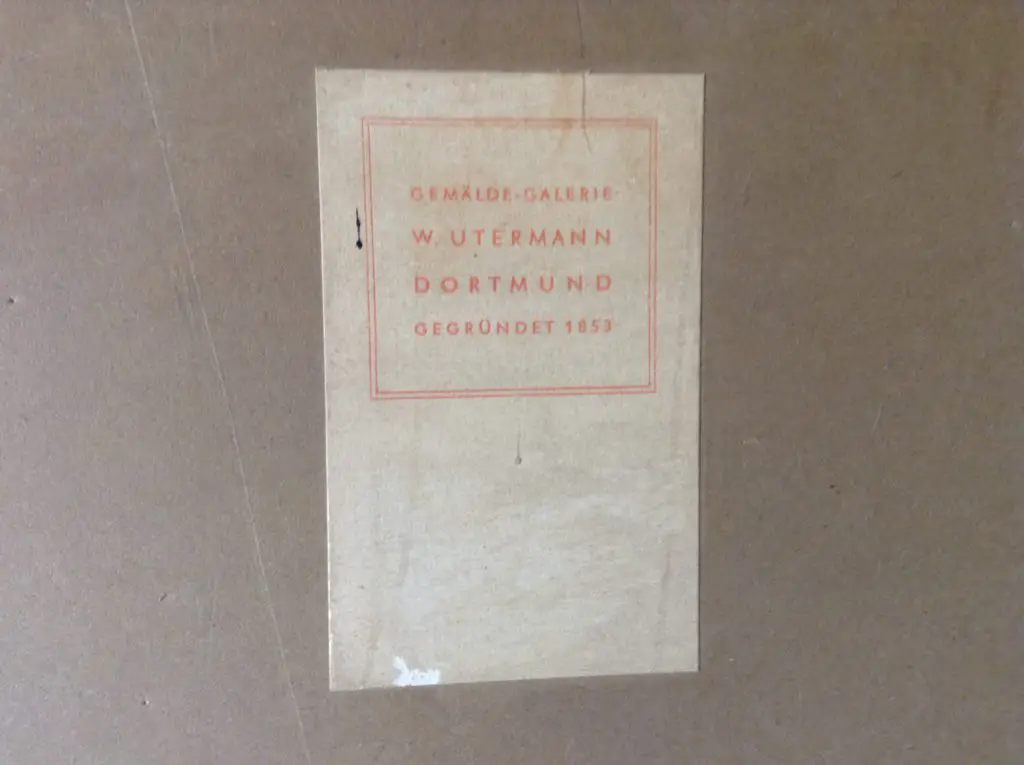 GEMÄLDE-GALERIE
W. UTERMANN
DORTMUND
GEGRÜNDET 1853